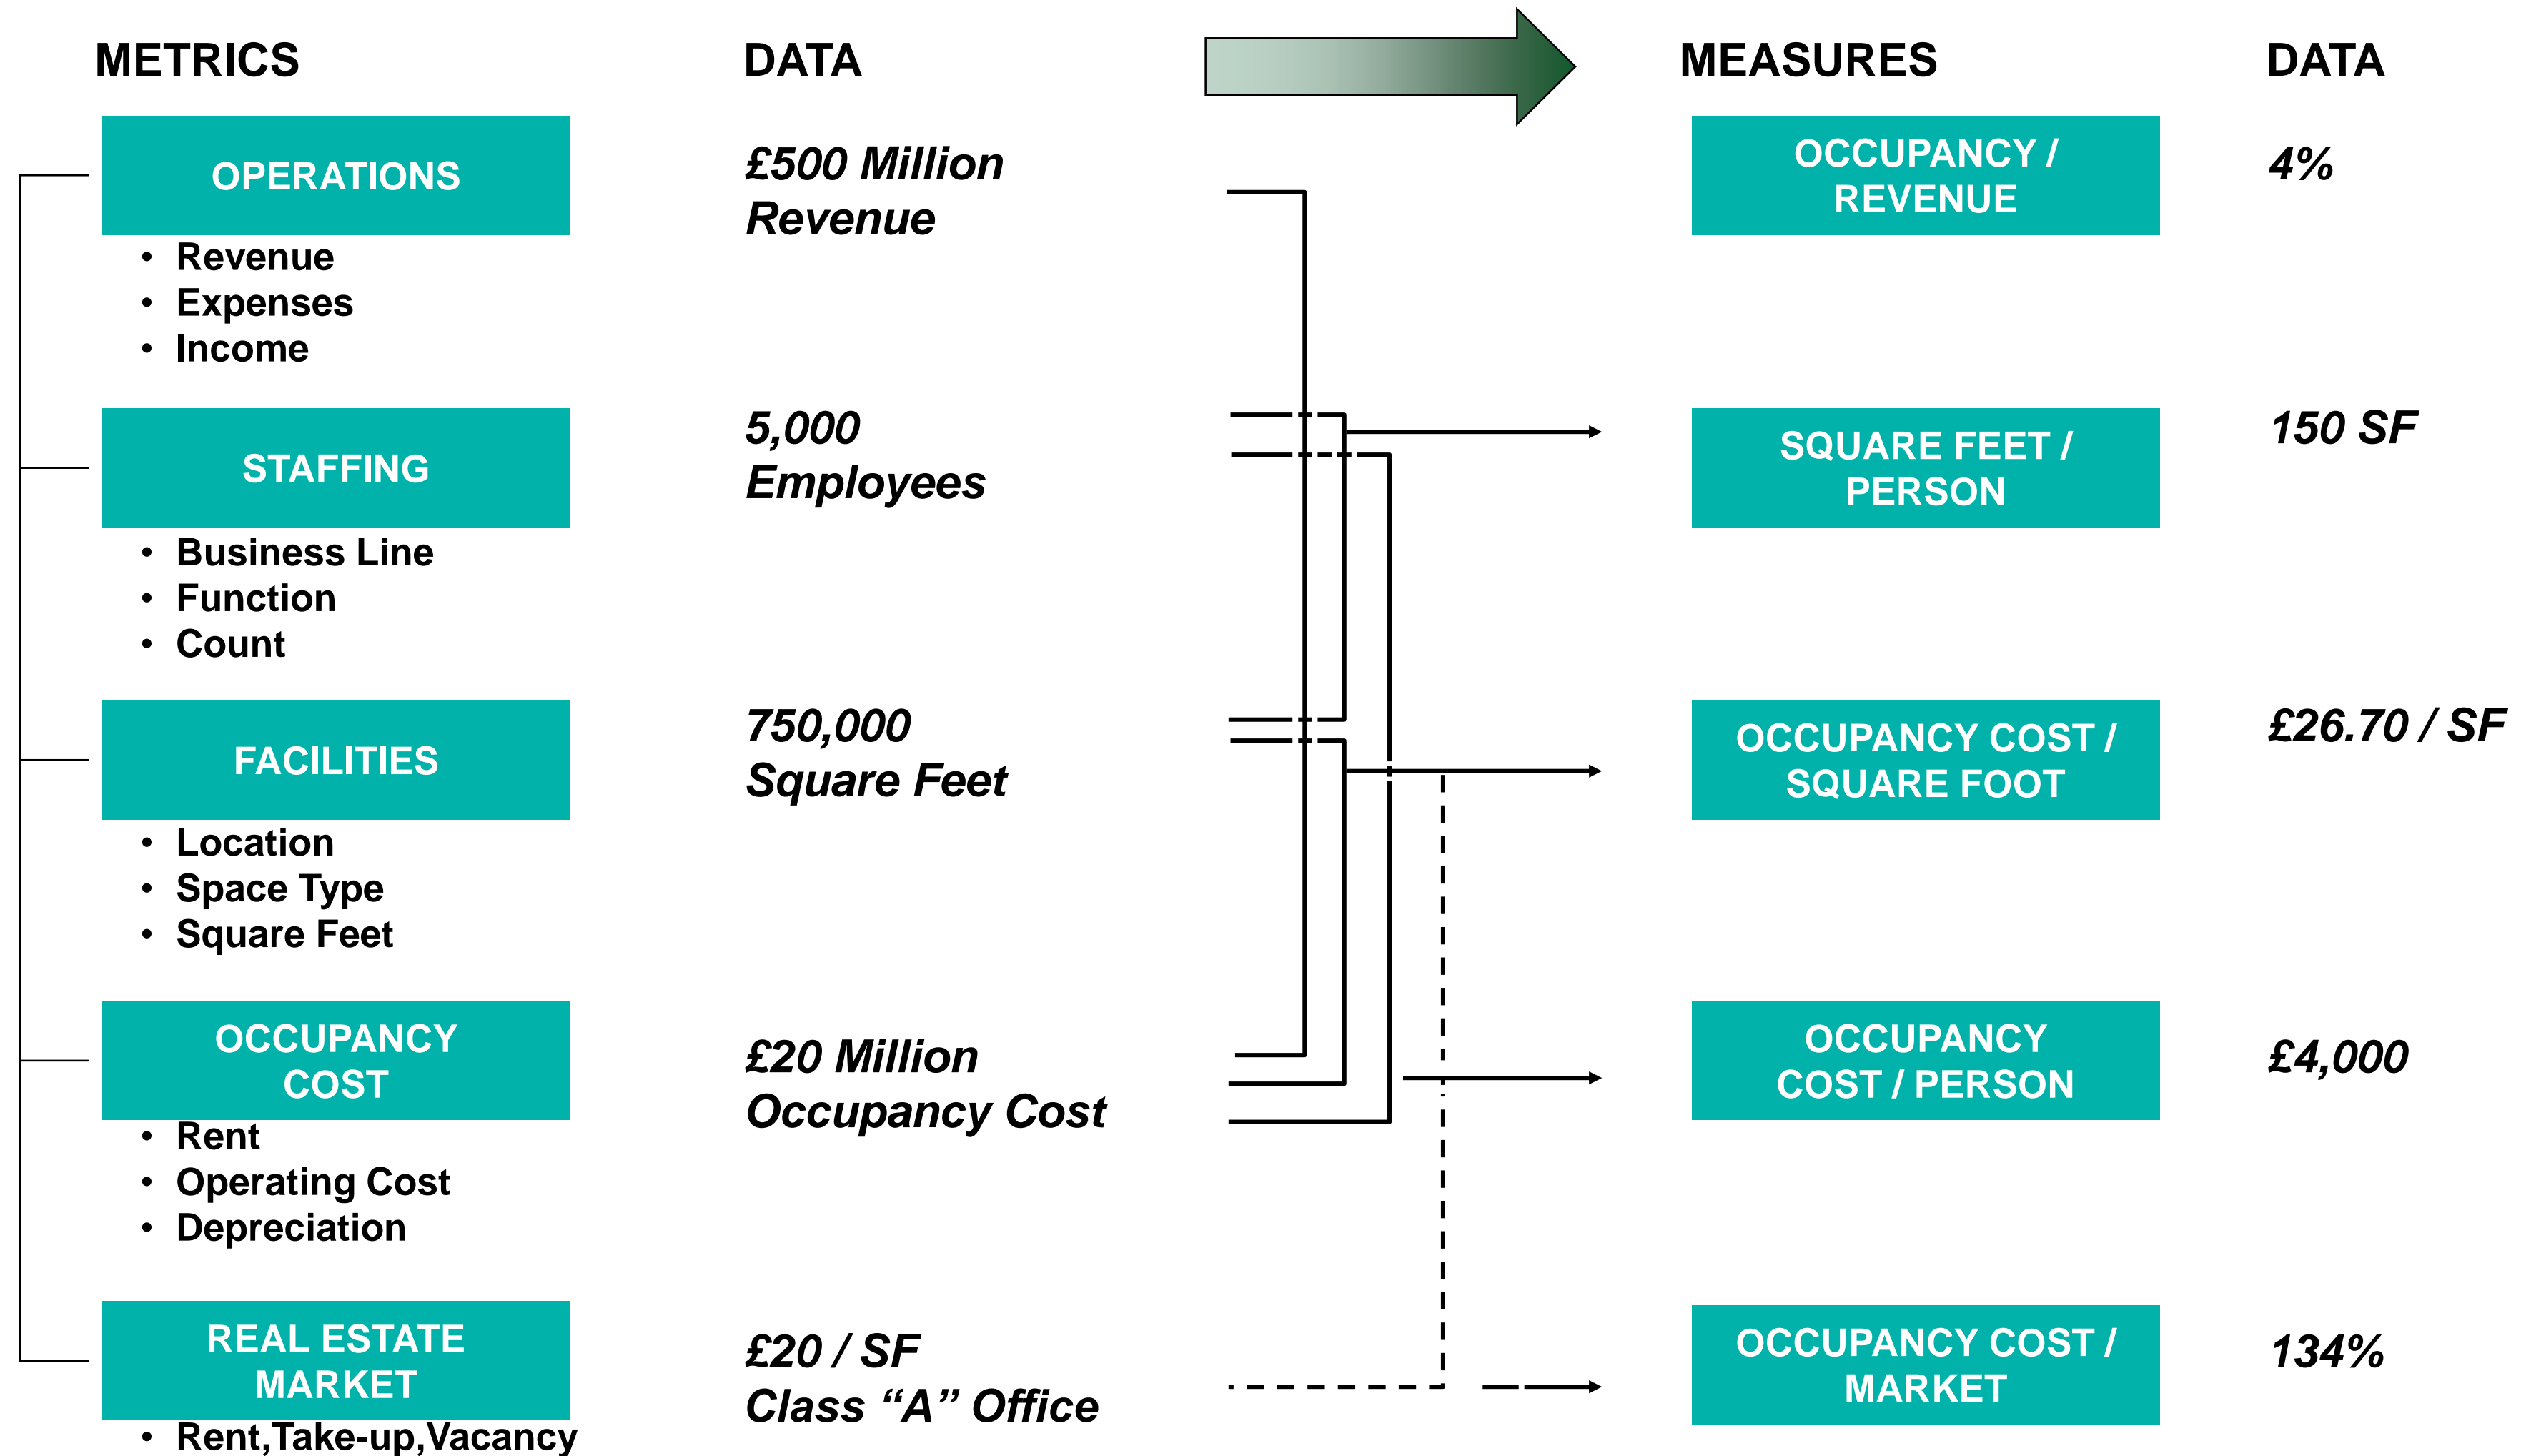 METRICS
DATA
MEASURES
DATA
OPERATIONS
• Revenue
• Expenses
• Income
£500 Million
Revenue
OCCUPANCY /
REVENUE
4%
STAFFING
• Business Line
• Function
• Count
5,000
Employees
SQUARE FEET /
PERSON
150 SF
FACILITIES
• Location
• Space Type
• Square Feet
750,000
Square Feet
OCCUPANCY COST /
SQUARE FOOT
£26.70 / SF
OCCUPANCY
COST
• Rent
• Operating Cost
• Depreciation
£20 Million
Occupancy Cost
OCCUPANCY
COST / PERSON
£4,000
REAL ESTATE
MARKET
• Rent,Take-up,Vacancy
£20 / SF
Class “A” Office
OCCUPANCY COST /
MARKET
134%